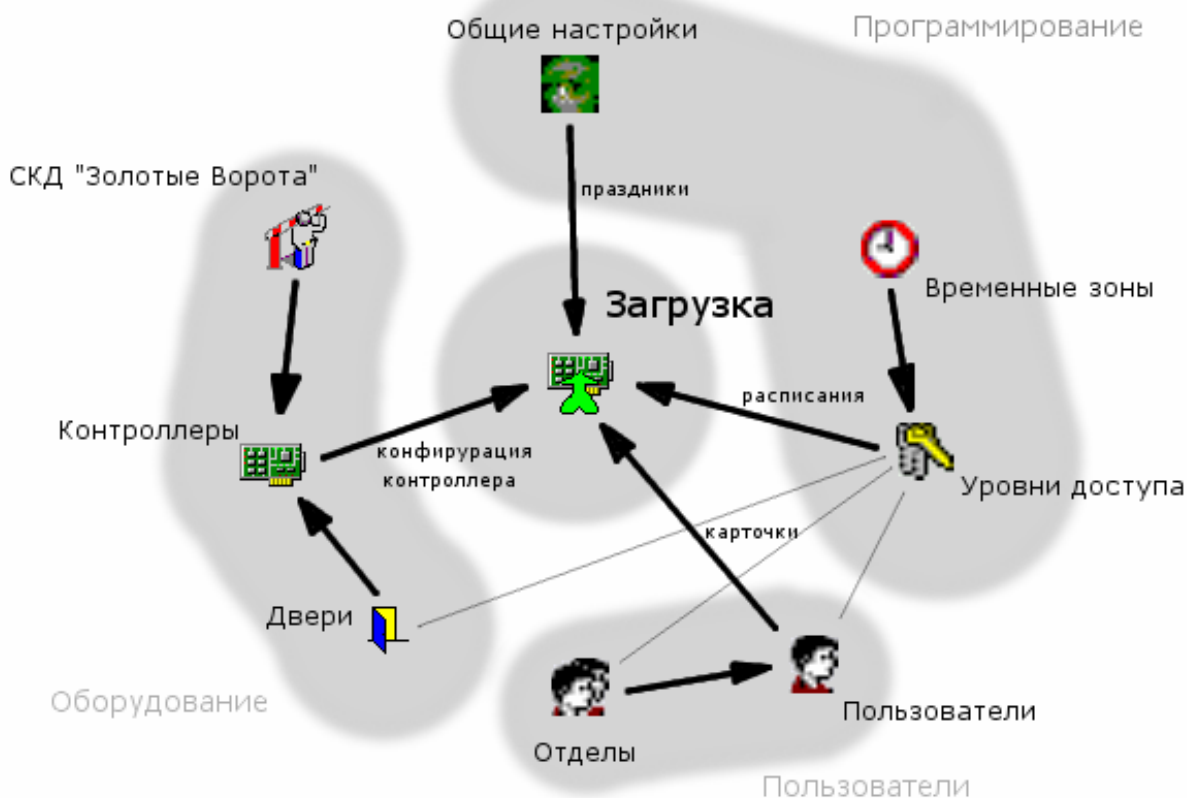 Программирование
Общие настройки
СКД "Золотые Ворота"
праздники
Временные зоны
Загрузка
расписания
Контроллеры
конфирурация
контроллера
Уровни доступа
карточки
Двери
Оборудование
Пользователи
Отделы
Пользователи